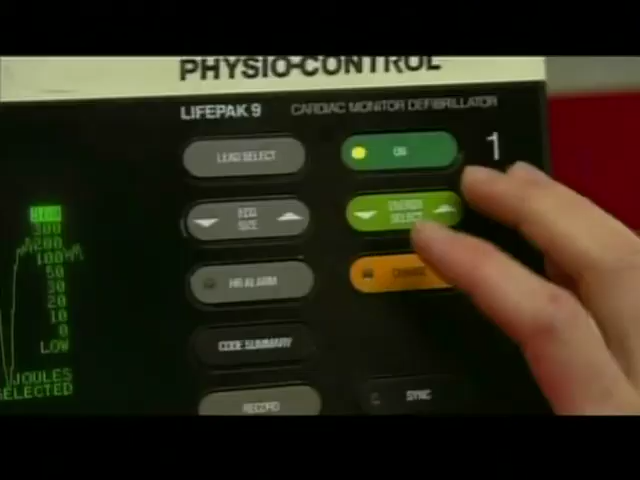 PHYSIO-CONTROL
LIFEPAK 9 CARDIAC MONITOR DEFIBRILLATOR
LEAD SELECT
ON
1
ECG
SIZE
ENERGY
SELECT
HR ALARM
CHARGE
CODE SUMMARY
RECORD
SYNC
300
200
100
50
30
20
10
0
LOW
JOULES
SELECTED